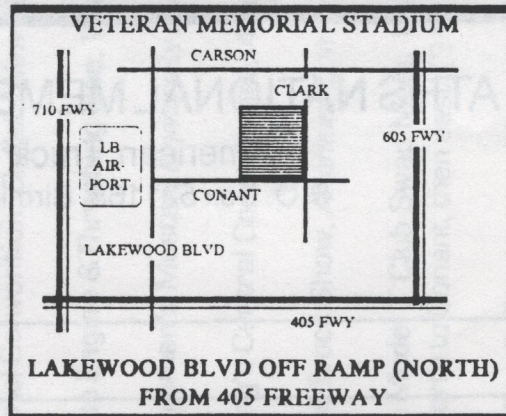 VETERAN MEMORIAL STADIUM
CARSON
CLARK
710 FWY
605 FWY
LB
AIR-
PORT
CONANT
LAKEWOOD BLVD
405 FWY
LAKEWOOD BLVD OFF RAMP (NORTH)
FROM 405 FREEWAY